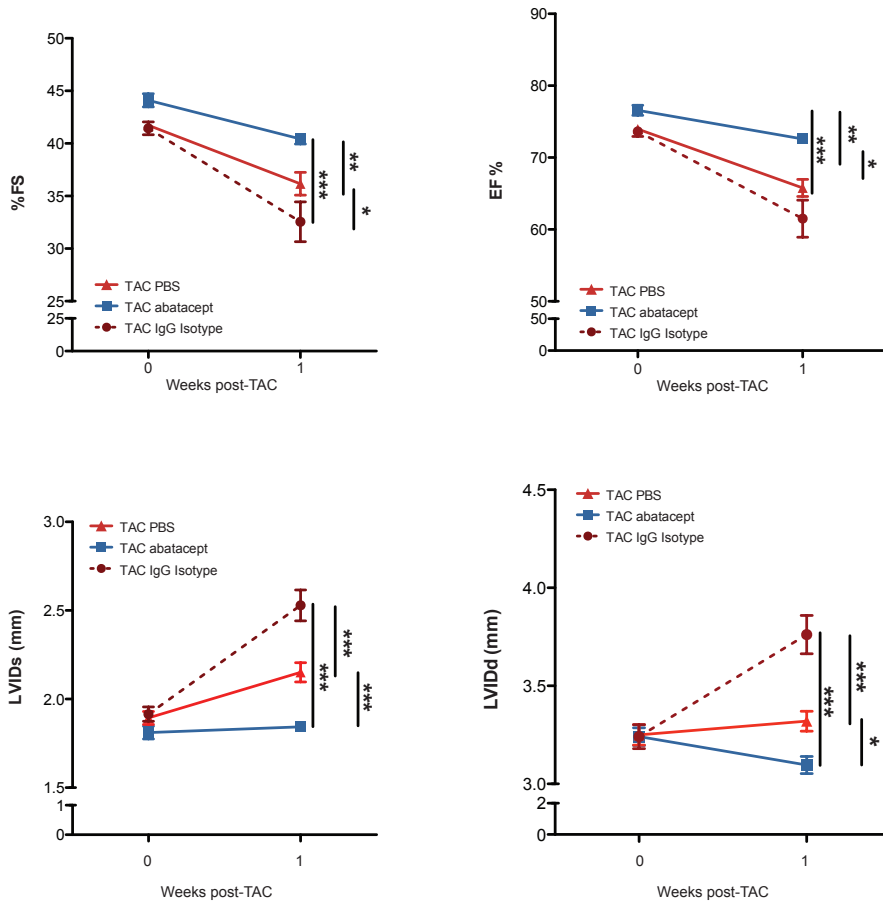 %FS
50
45
40
35
30
25
25
0
TAC PBS
TAC abatacept
TAC IgG Isotype
***
**
*
0
1
Weeks post-TAC
EF %
90
80
70
60
50
50
0
TAC PBS
TAC abatacept
TAC IgG Isotype
***
**
*
0
1
Weeks post-TAC
LVIDs (mm)
3.0
2.5
2.0
1.5
1
0
TAC PBS
TAC abatacept
TAC IgG Isotype
***
***
***
0
1
Weeks post-TAC
LVIDd (mm)
4.5
4.0
3.5
3.0
2
0
TAC PBS
TAC abatacept
TAC IgG Isotype
***
***
*
0
1
Weeks post-TAC